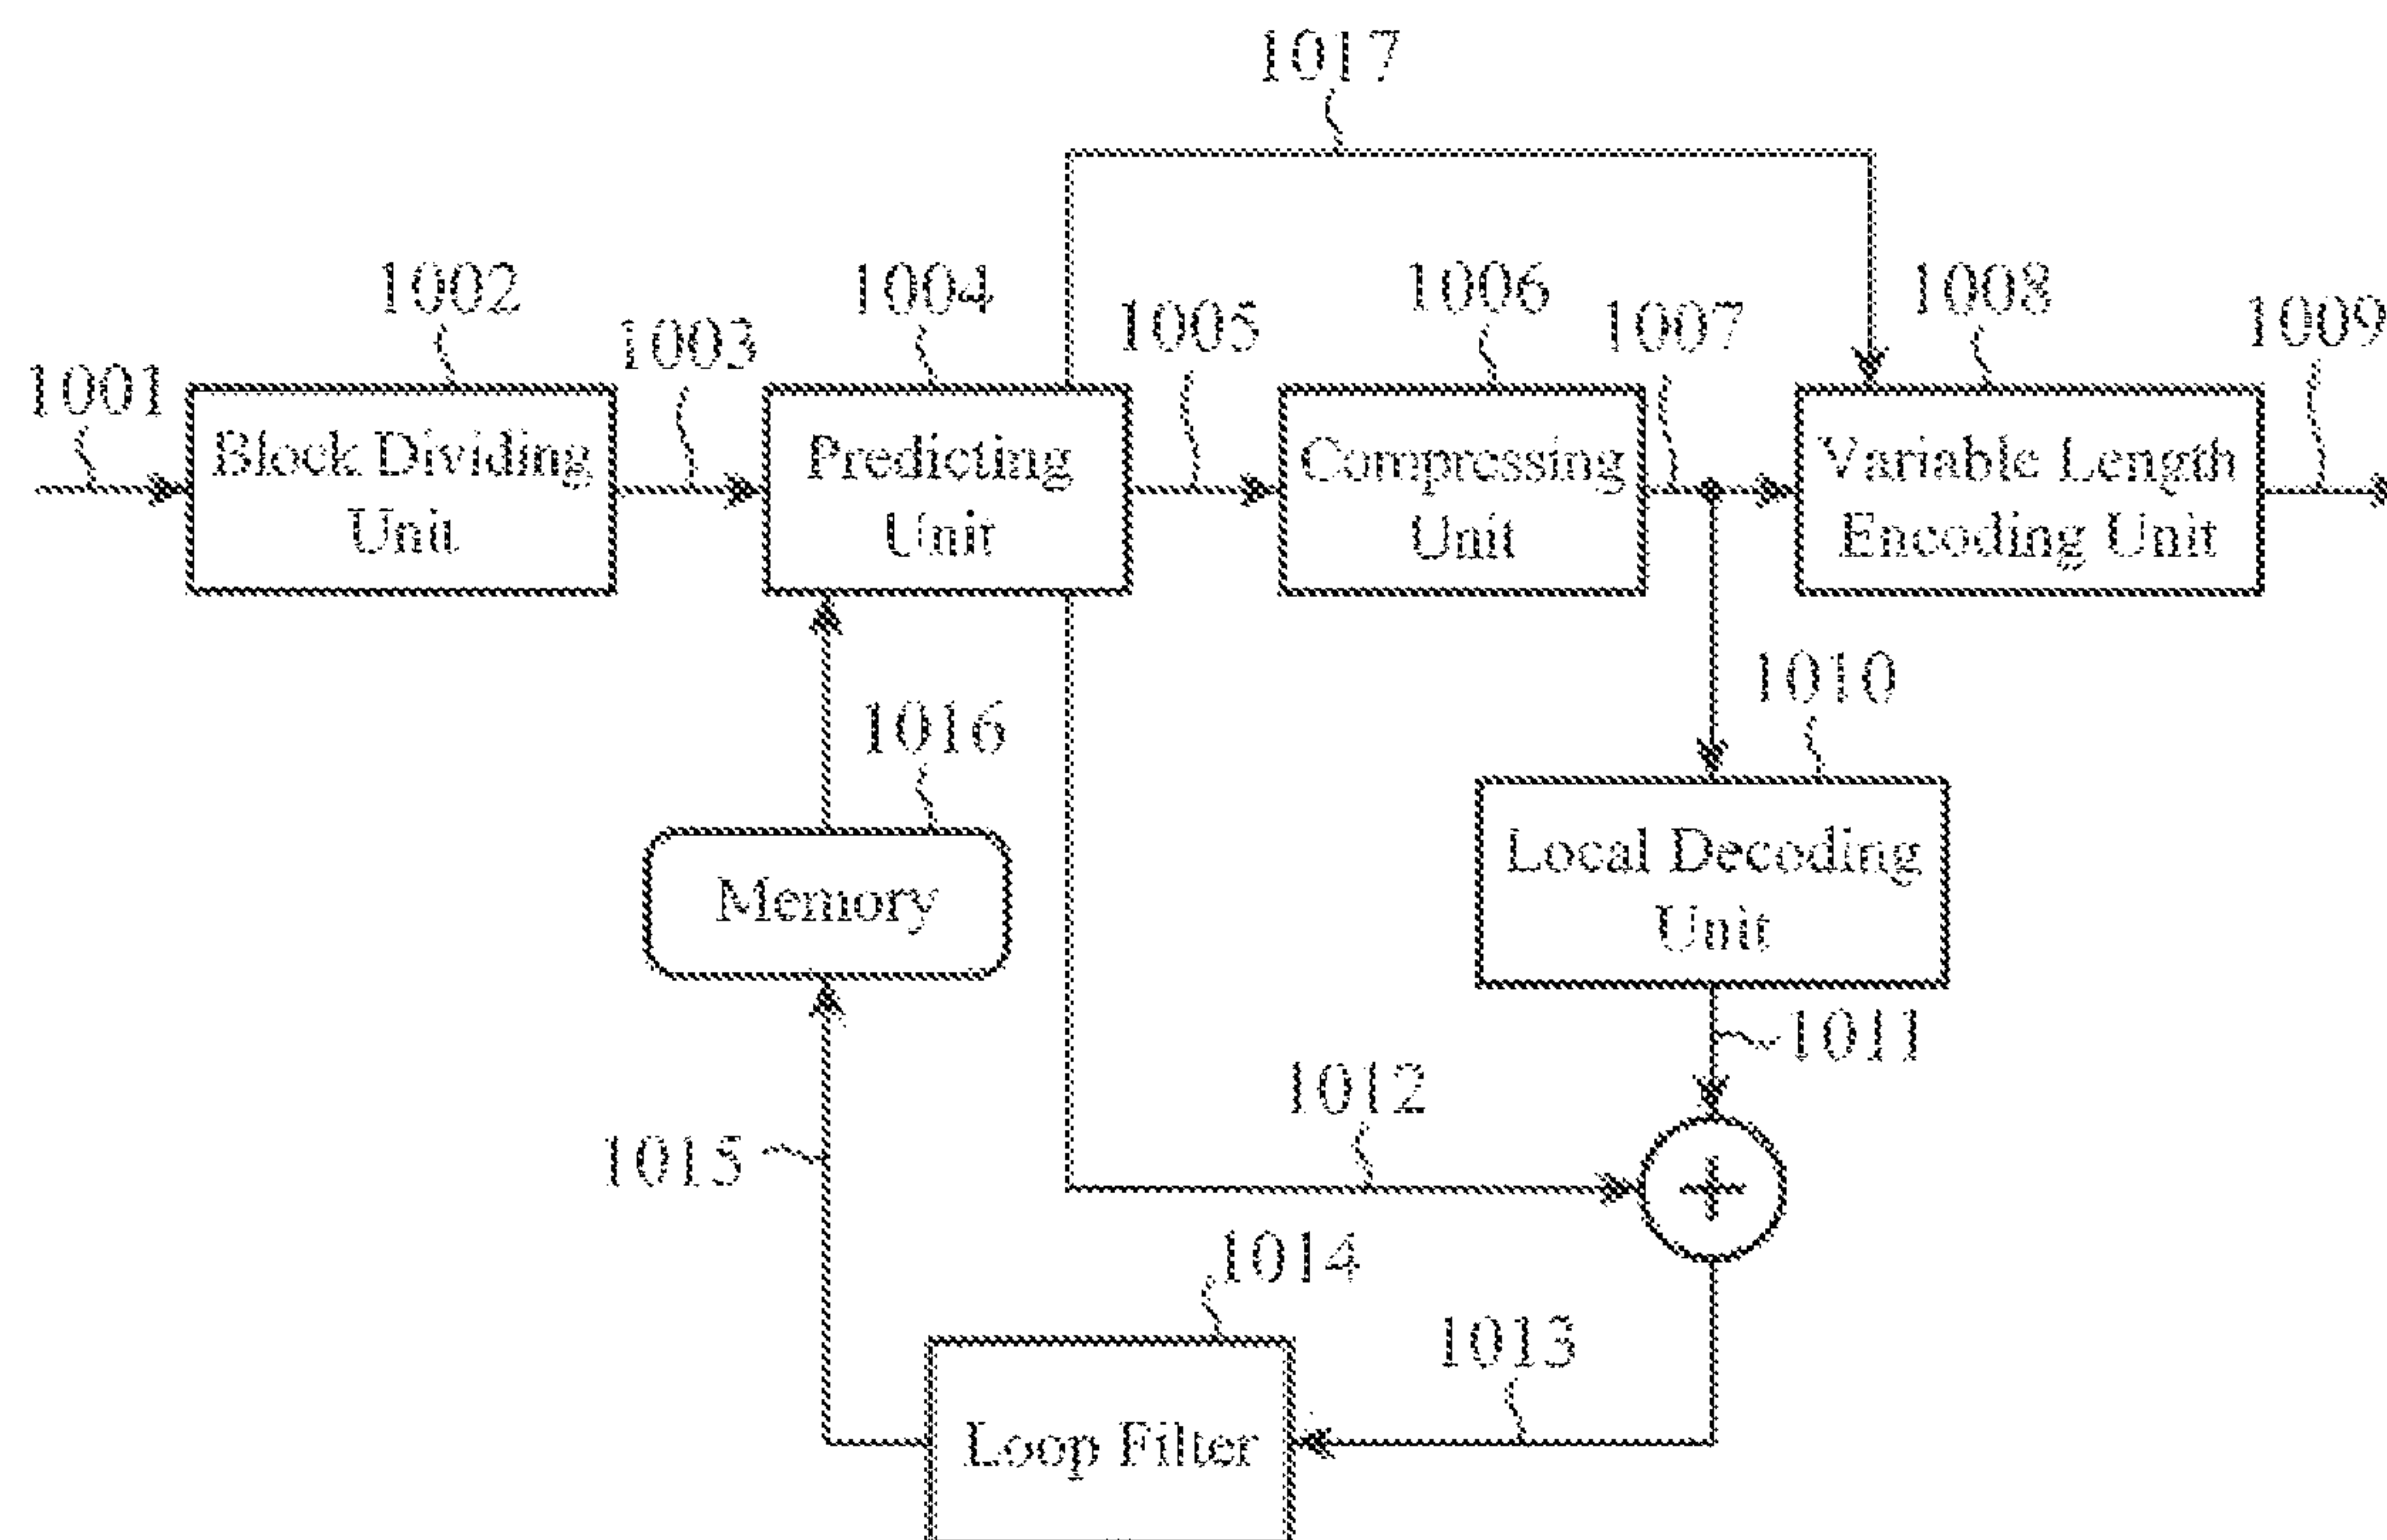 1017
1002
1004
1006
1008
1001
1003
1005
1007
1009
Block Dividing
Unit
Predicting
Unit
Compressing
Unit
Variable Length
Encoding Unit
1010
1016
Local Decoding
Unit
Memory
1011
1012
1015
+
1014
1013
Loop Filter